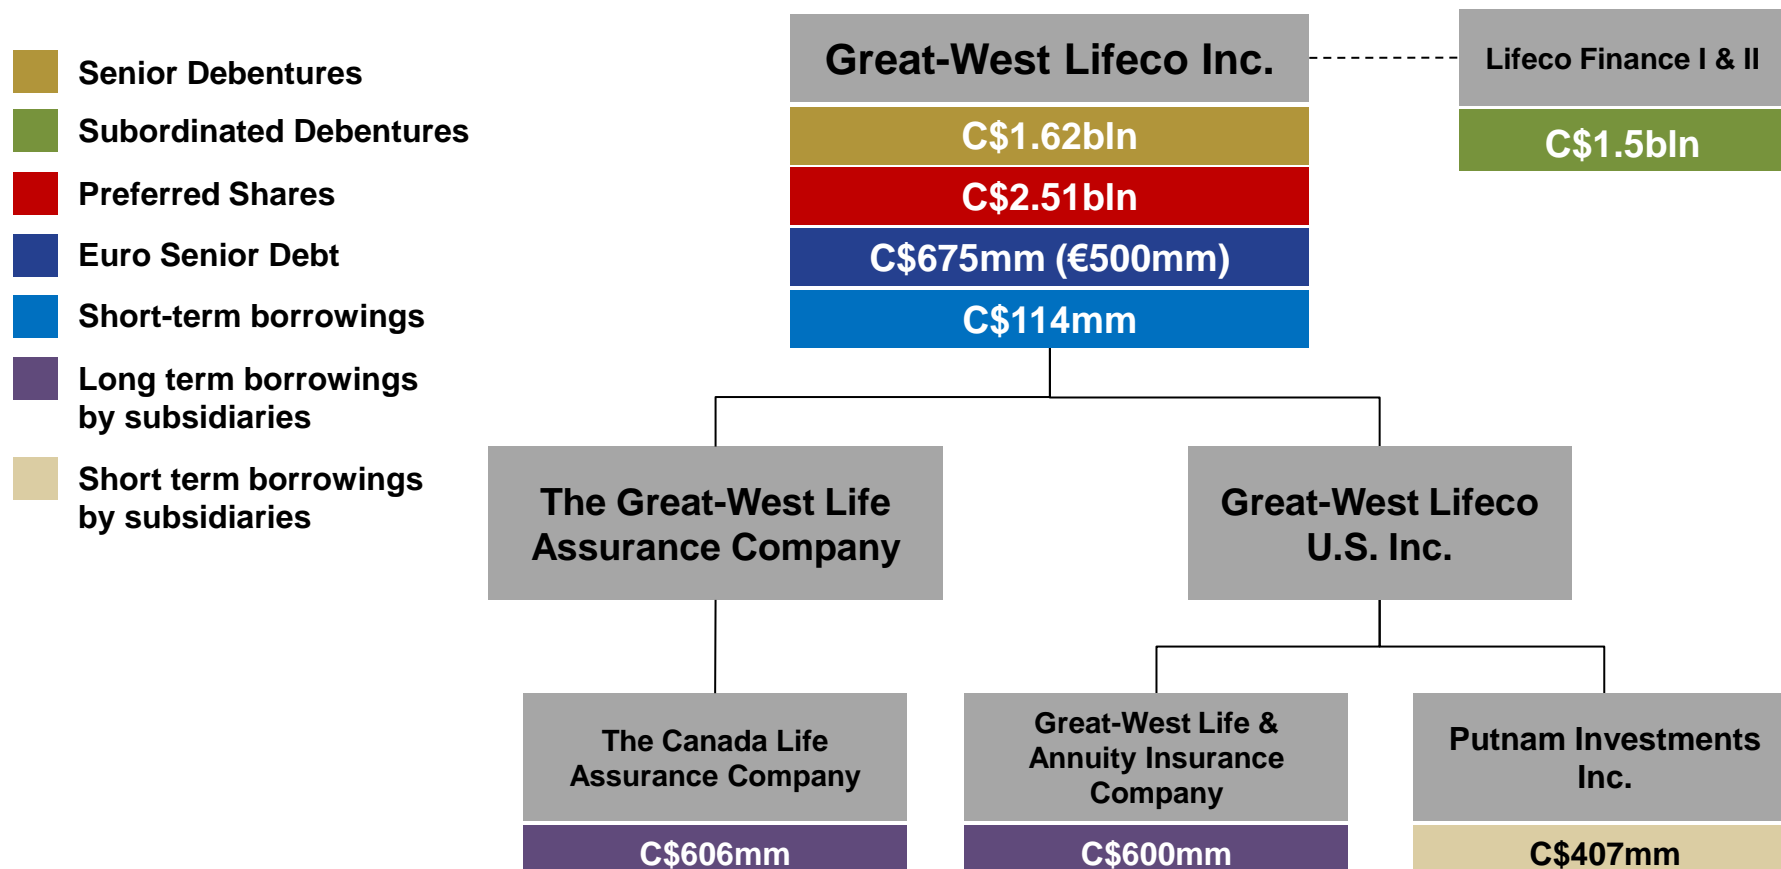 Senior Debentures
Subordinated Debentures
Preferred Shares
Euro Senior Debt
Short-term borrowings
Long term borrowings
by subsidiaries
Short term borrowings
by subsidiaries
Great-West Lifeco Inc.
C$1.62bln
C$2.51bln
C$675mm (€500mm)
C$114mm
Lifeco Finance I & II
C$1.5bln
The Great-West Life
Assurance Company
Great-West Lifeco
U.S. Inc.
The Canada Life
Assurance Company
C$606mm
Great-West Life &
Annuity Insurance
Company
C$600mm
Putnam Investments
Inc.
C$407mm